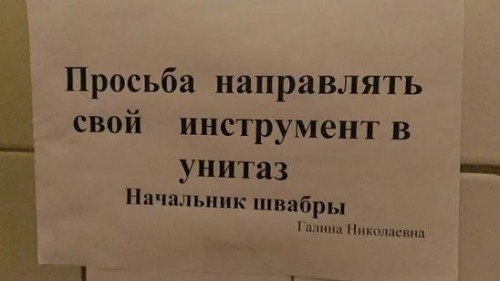 Просьба направлять
свой инструмент в
унитаз
Начальник швабры
Галина Николаевна